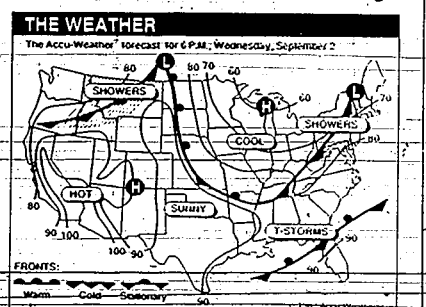 THE WEATHER
The Accu-Weather® forecast for 6 P.M., Wednesday, September 2
80 L 80 70 60
SHOWERS
H 60 L 70
SHOWERS
COOL
80
HOT H
80
SUNNY
T-STORMS
90 100
100 90
90
90
90
FRONTS:
Warm Cold Stationary